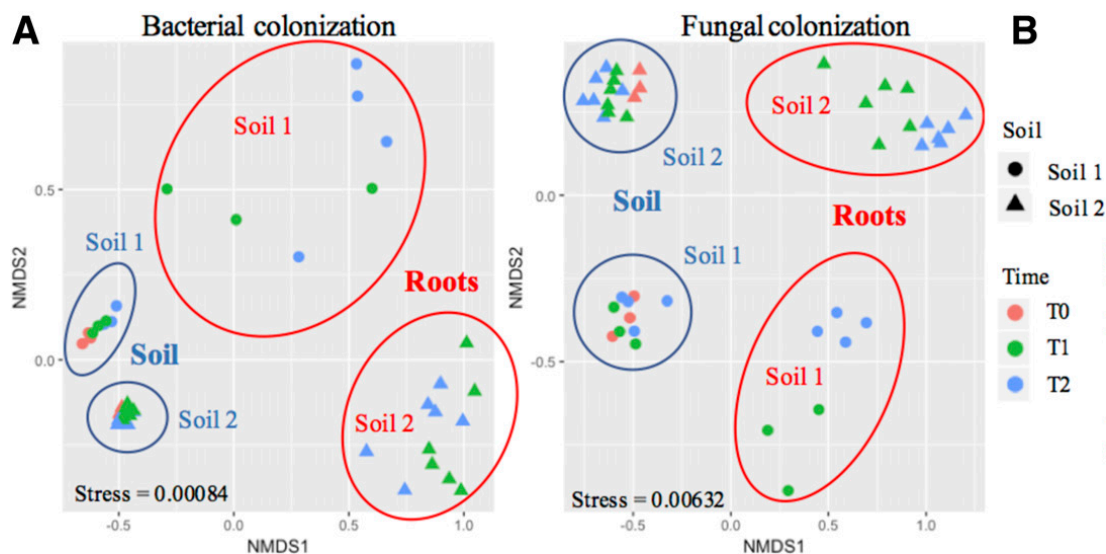 A
Bacterial colonization
Soil 1
Soil 1
Roots
Soil
Soil 2
Soil 2
Stress = 0.00084
0.5
0.0
NMDS2
-0.5
0.0
0.5
1.0
NMDS1
Fungal colonization
B
Soil 2
Soil 2
Soil
Roots
Soil 1
Soil 1
Stress = 0.00632
0.0
-0.5
NMDS2
-0.5
0.0
0.5
1.0
NMDS1
Soil
Soil 1
Soil 2
Time
T0
T1
T2